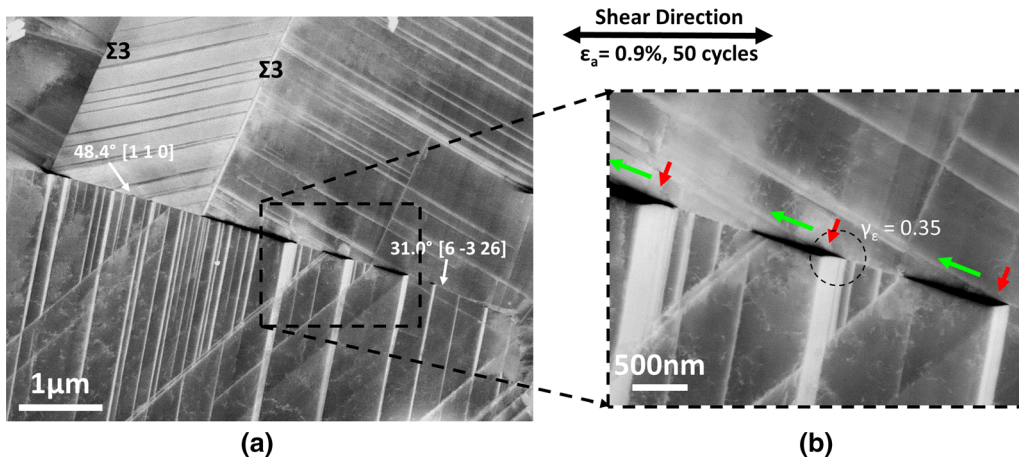 Shear Direction
εa= 0.9%, 50 cycles
Σ3
Σ3
48.4° [1 1 0]
31.0° [6 -3 26]
1μm
γε = 0.35
500nm
(a)
(b)